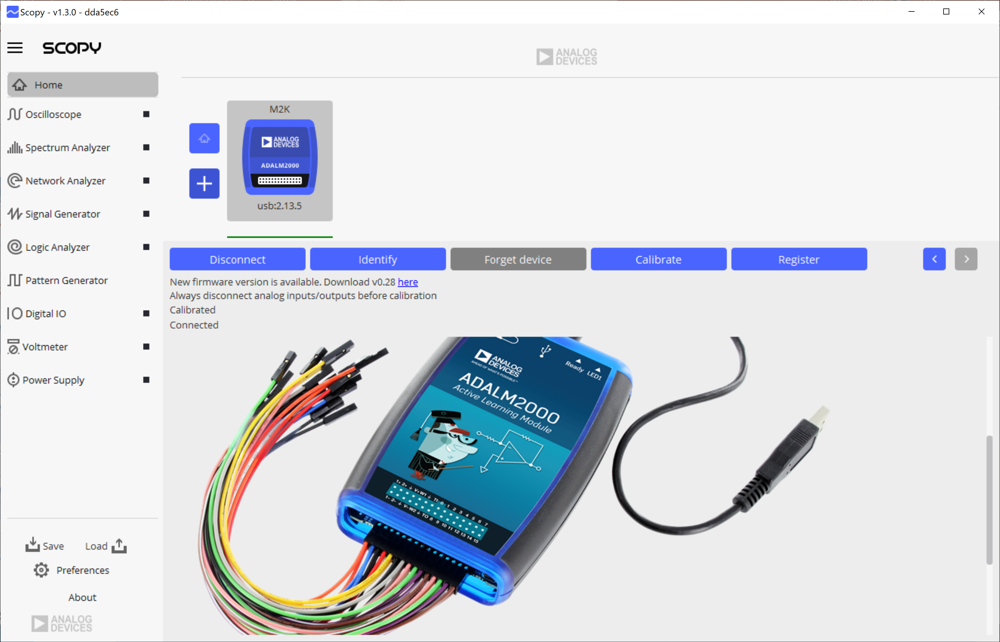 Scopy - v1.3.0 - dda5ec6
SCOPY
ANALOG
DEVICES
Home
Oscilloscope
Spectrum Analyzer
Network Analyzer
Signal Generator
Logic Analyzer
Pattern Generator
Digital IO
Voltmeter
Power Supply
Save Load
Preferences
About
ANALOG
DEVICES
M2K
ANALOG
DEVICES
ADALM2000
usb:2.13.5
Disconnect Identify Forget device Calibrate Register
New firmware version is available. Download v0.28 here
Always disconnect analog inputs/outputs before calibration
Calibrated
Connected
ANALOG
DEVICES
AHEAD OF WHAT'S POSSIBLE™
Ready LED1
ADALM2000
Active Learning Module
1+ 2+ ⏚ V+ W1 ⏚ TI 0 1 2 3 4 5 6 7
1- 2- ⏚ V- W2 ⏚ TO 8 9 10 11 12 13 14 15